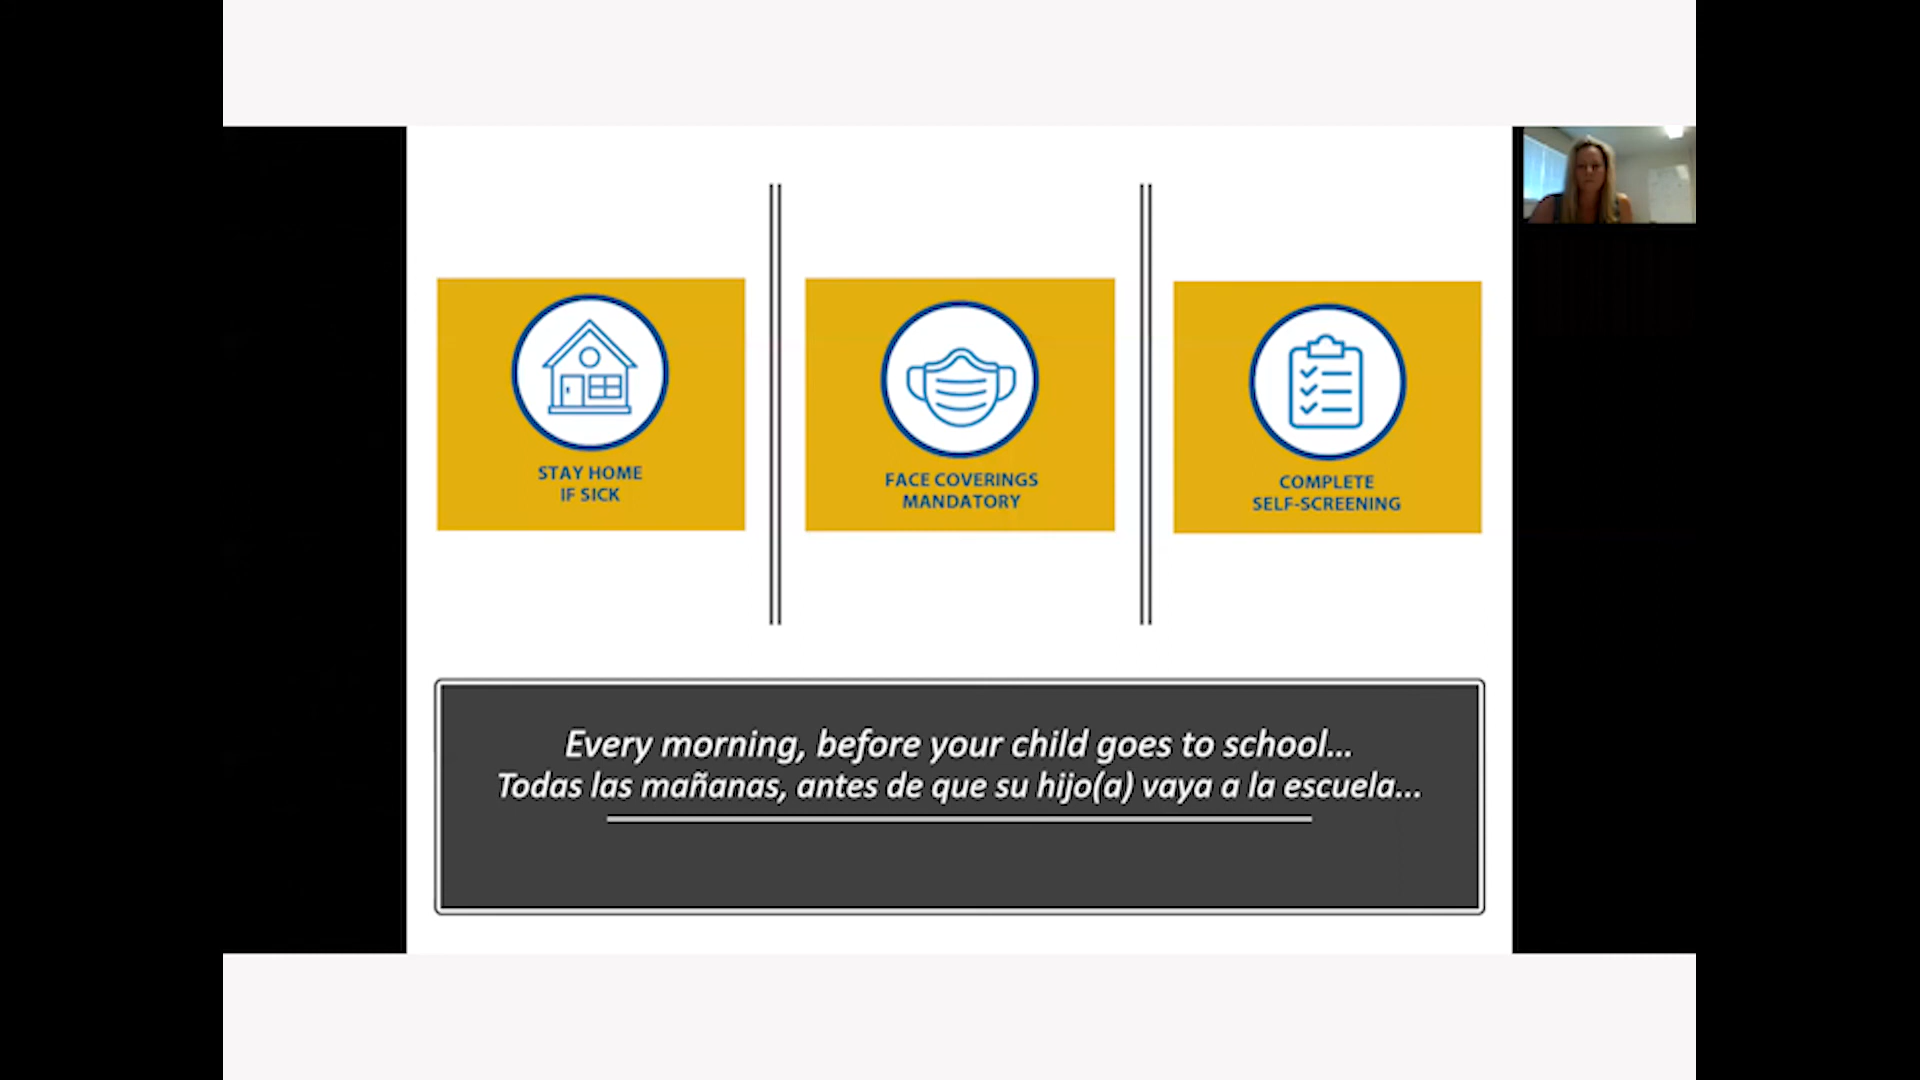 STAY HOME
IF SICK
FACE COVERINGS
MANDATORY
COMPLETE
SELF-SCREENING
Every morning, before your child goes to school...
Todas las mañanas, antes de que su hijo(a) vaya a la escuela...